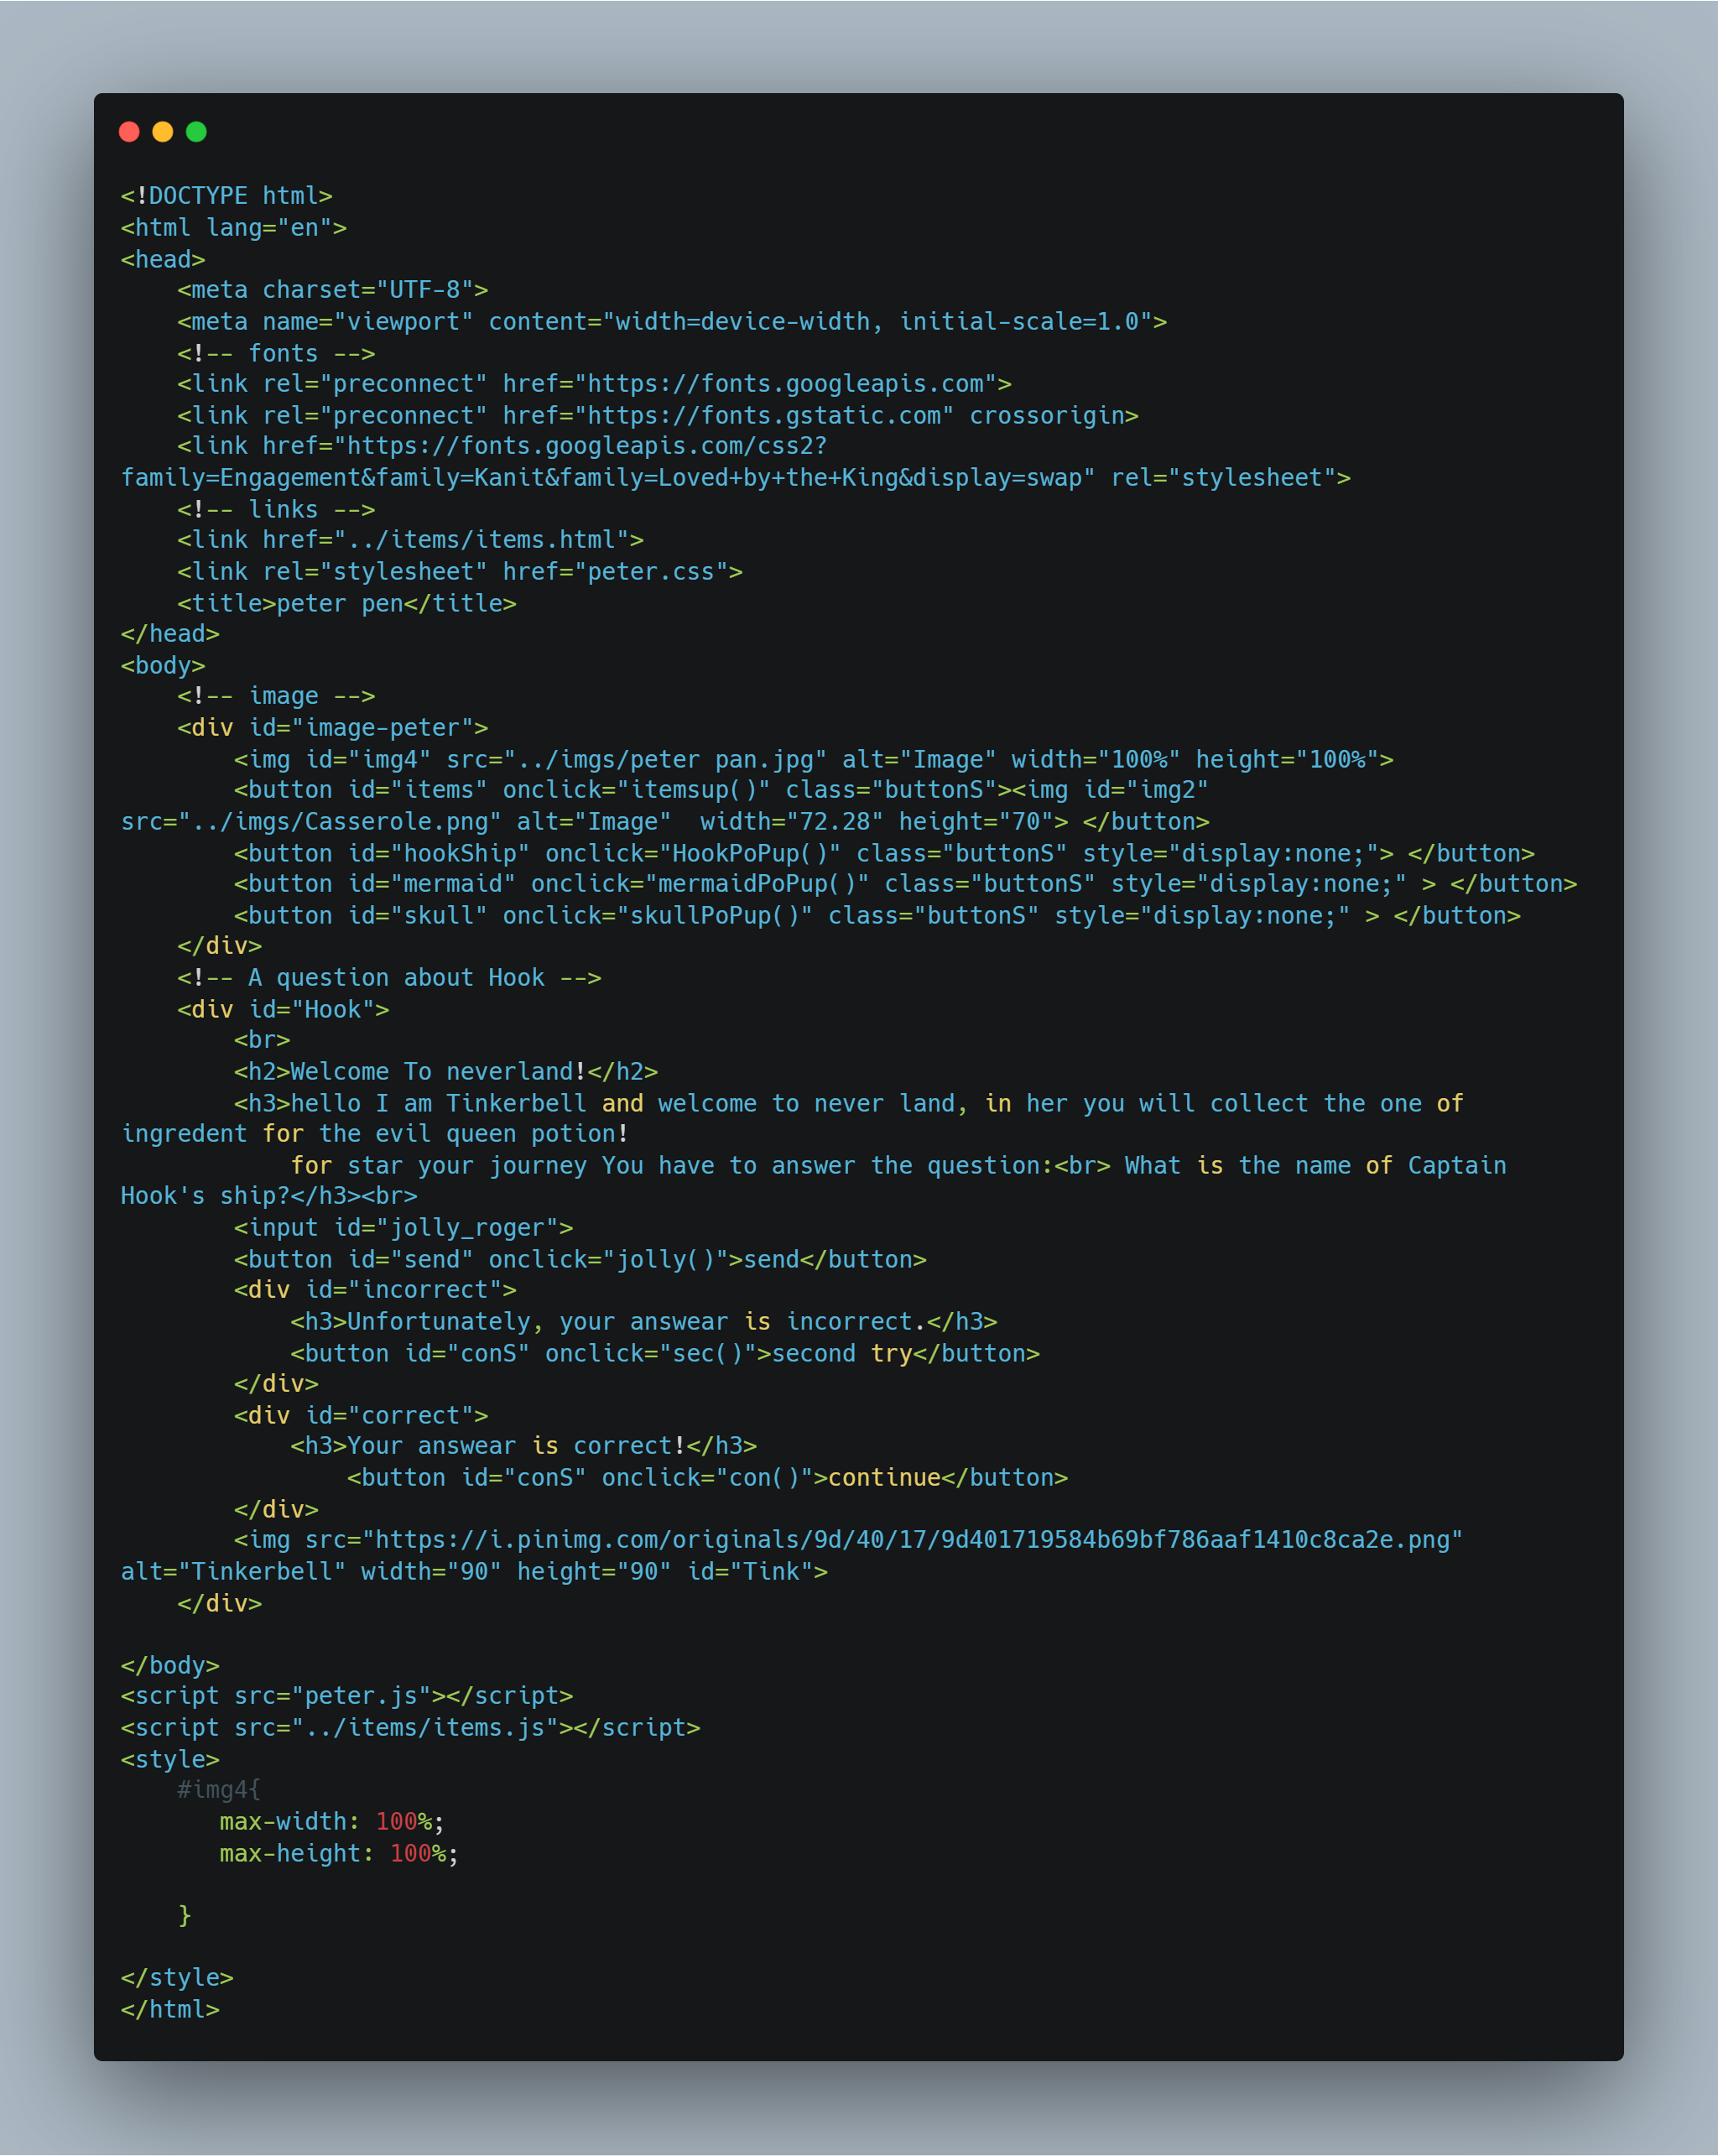 <!DOCTYPE html>
<html lang="en">
<head>
    <meta charset="UTF-8">
    <meta name="viewport" content="width=device-width, initial-scale=1.0">
    <!-- fonts -->
    <link rel="preconnect" href="https://fonts.googleapis.com">
    <link rel="preconnect" href="https://fonts.gstatic.com" crossorigin>
    <link href="https://fonts.googleapis.com/css2?
family=Engagement&family=Kanit&family=Loved+by+the+King&display=swap" rel="stylesheet">
    <!-- links -->
    <link href="../items/items.html">
    <link rel="stylesheet" href="peter.css">
    <title>peter pen</title>
</head>
<body>
    <!-- image -->
    <div id="image-peter">
        <img id="img4" src="../imgs/peter pan.jpg" alt="Image" width="100%" height="100%">
        <button id="items" onclick="itemsup()" class="buttonS"><img id="img2"
src="../imgs/Casserole.png" alt="Image"  width="72.28" height="70"> </button>
        <button id="hookShip" onclick="HookPoPup()" class="buttonS" style="display:none;"> </button>
        <button id="mermaid" onclick="mermaidPoPup()" class="buttonS" style="display:none;" > </button>
        <button id="skull" onclick="skullPoPup()" class="buttonS" style="display:none;" > </button>
    </div>
    <!-- A question about Hook -->
    <div id="Hook">
        <br>
        <h2>Welcome To neverland!</h2>
        <h3>hello I am Tinkerbell and welcome to never land, in her you will collect the one of
ingredent for the evil queen potion!
            for star your journey You have to answer the question:<br> What is the name of Captain
Hook's ship?</h3><br>
        <input id="jolly_roger">
        <button id="send" onclick="jolly()">send</button>
        <div id="incorrect">
            <h3>Unfortunately, your answear is incorrect.</h3>
            <button id="conS" onclick="sec()">second try</button>
        </div>
        <div id="correct">
            <h3>Your answear is correct!</h3>
                <button id="conS" onclick="con()">continue</button>
        </div>
        <img src="https://i.pinimg.com/originals/9d/40/17/9d401719584b69bf786aaf1410c8ca2e.png"
alt="Tinkerbell" width="90" height="90" id="Tink">
    </div>

</body>
<script src="peter.js"></script>
<script src="../items/items.js"></script>
<style>
    #img4{
       max-width: 100%;
       max-height: 100%;

    }

</style>
</html>